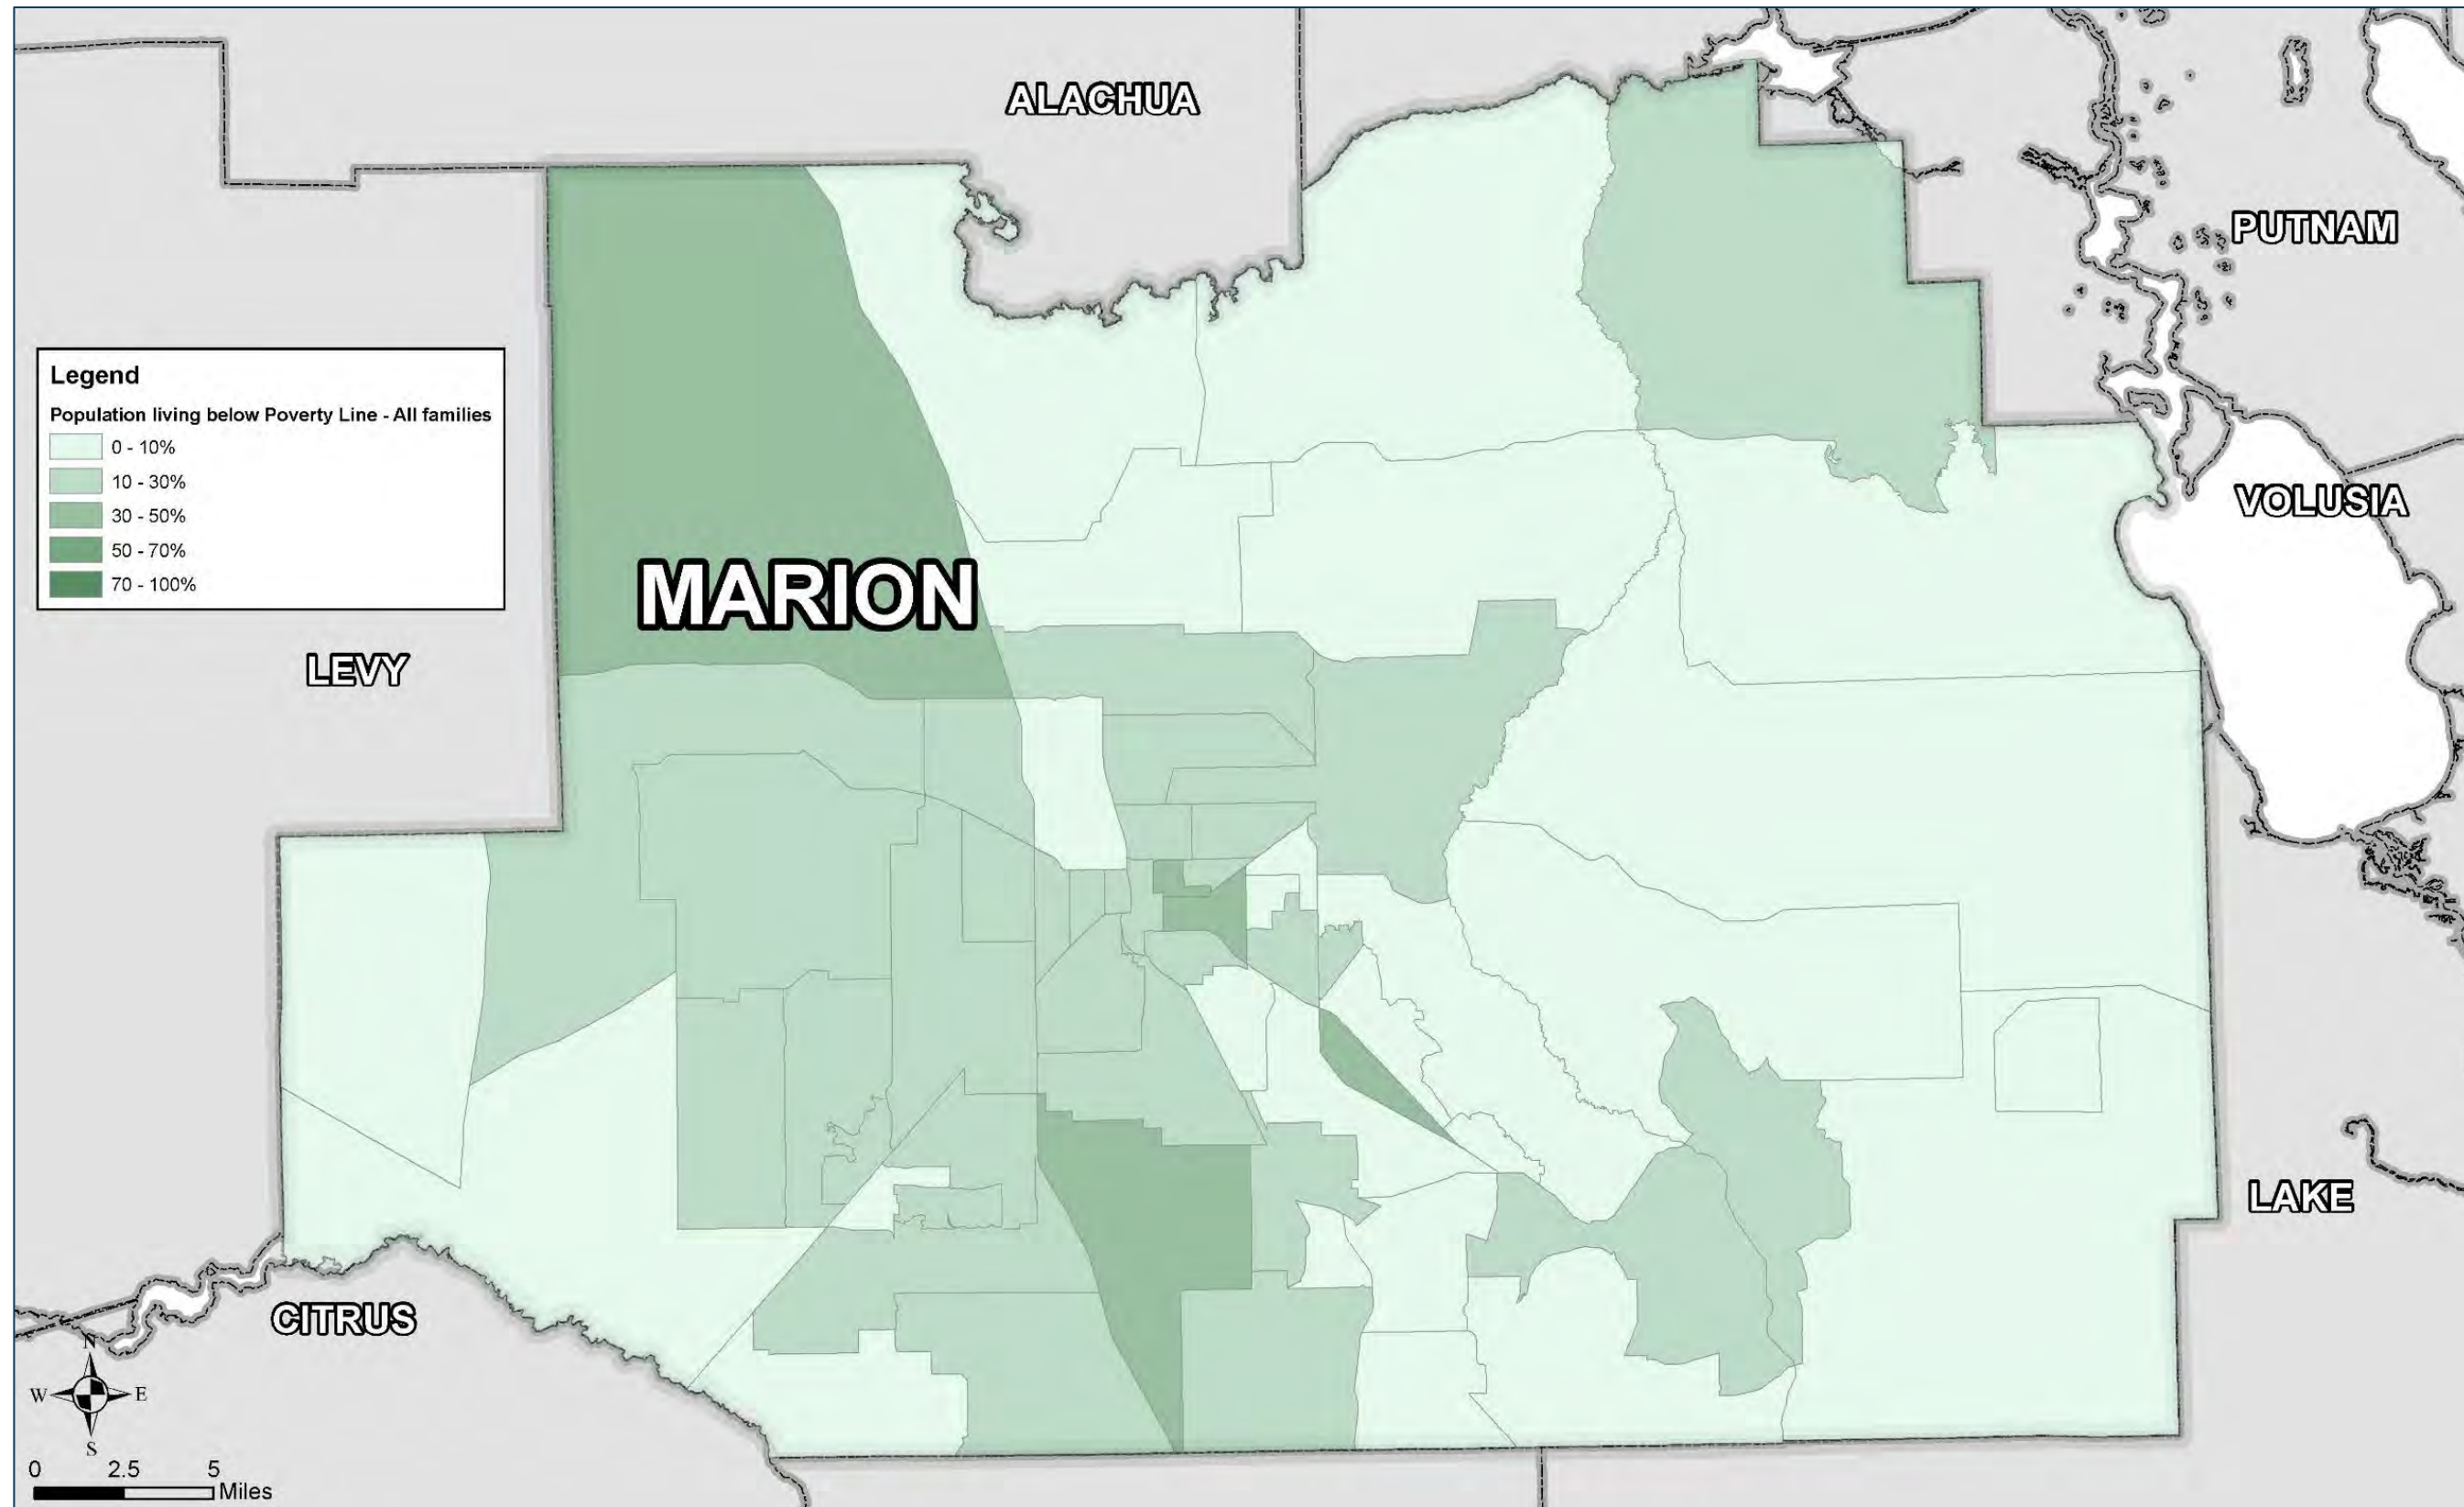 ALACHUA
PUTNAM
Legend
Population living below Poverty Line - All families
0 - 10%
10 - 30%
30 - 50%
50 - 70%
70 - 100%
VOLUSIA
MARION
LEVY
LAKE
CITRUS
N
W E
S
0 2.5 5
Miles